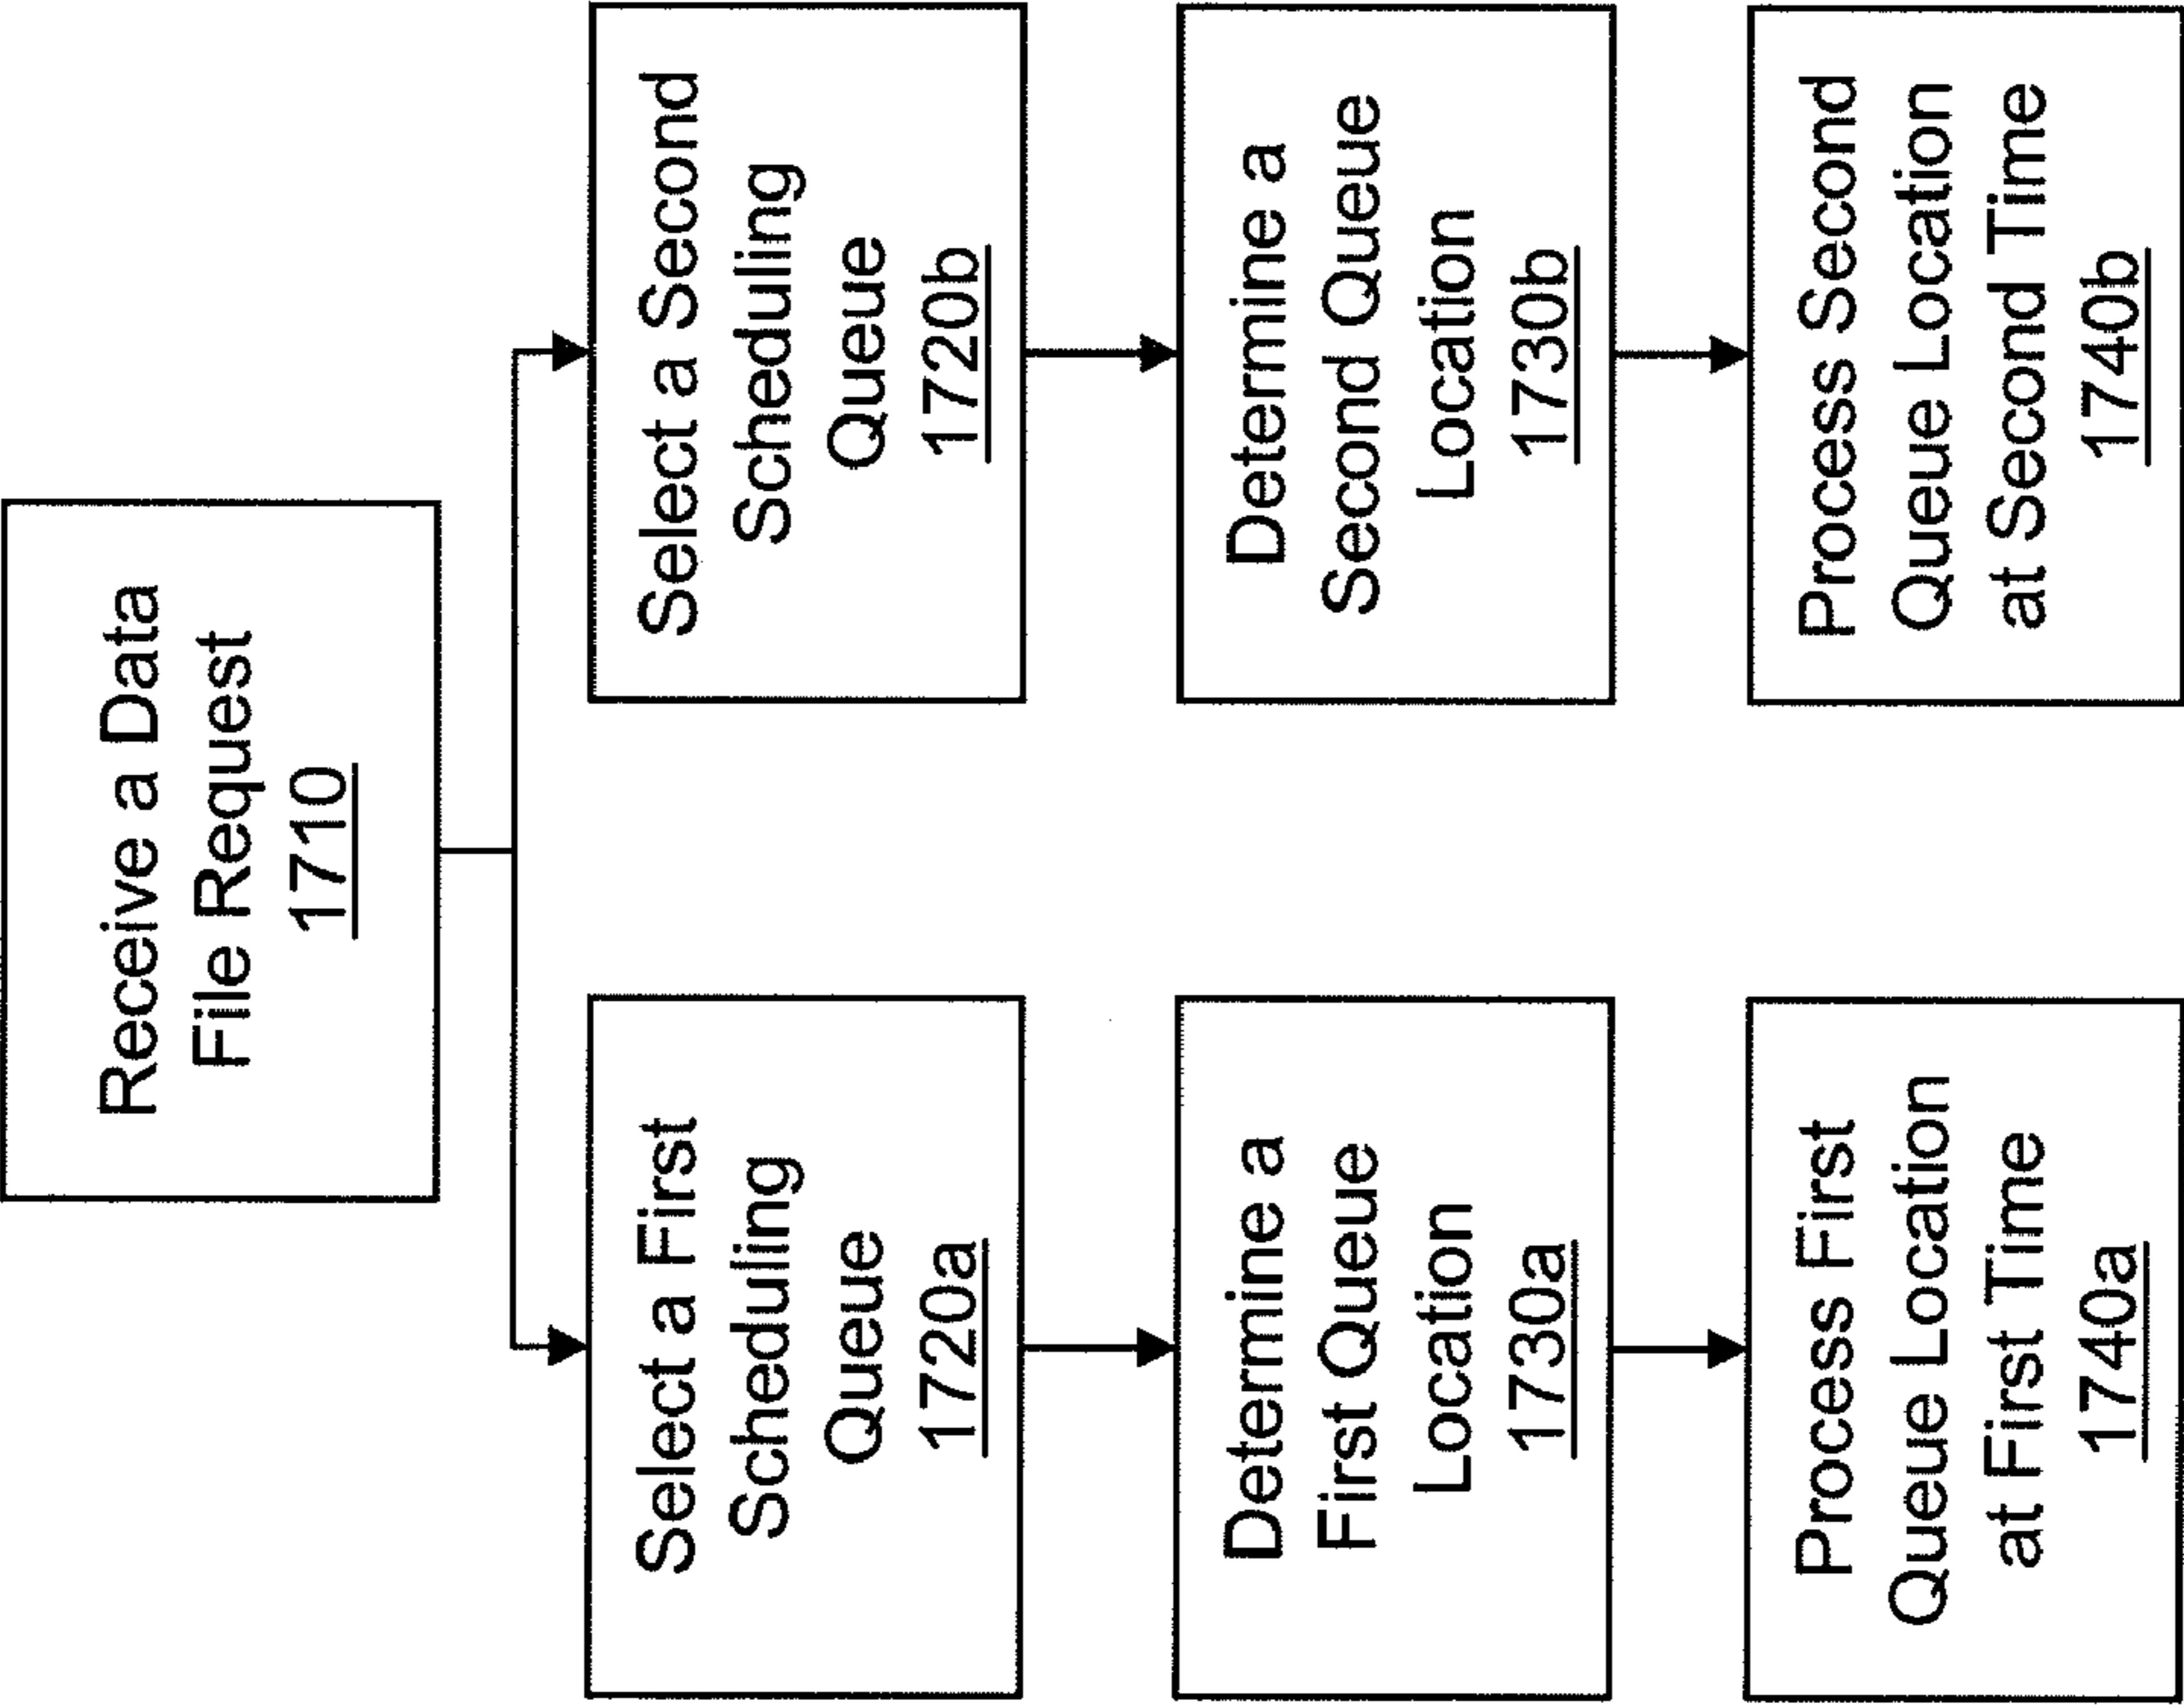 Receive a Data
File Request
1710
Select a First
Scheduling
Queue
1720a
Determine a
First Queue
Location
1730a
Process First
Queue Location
at First Time
1740a
Select a Second
Scheduling
Queue
1720b
Determine a
Second Queue
Location
1730b
Process Second
Queue Location
at Second Time
1740b